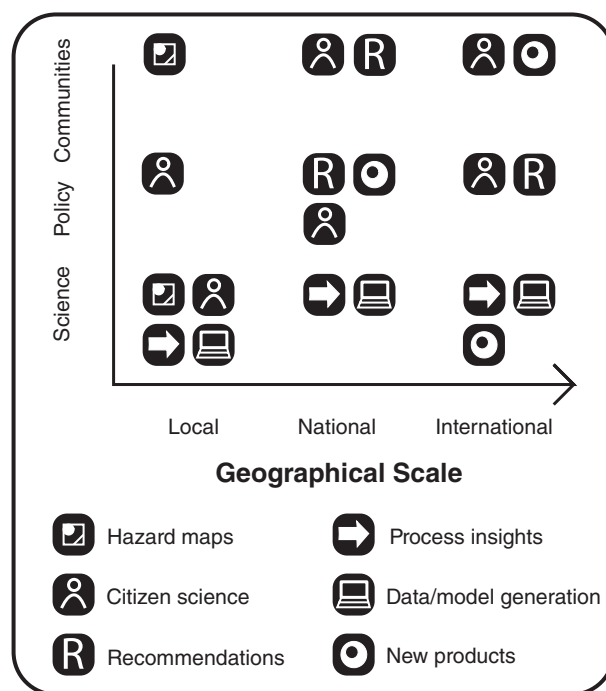 Communities
R
Policy
R
R
Science
Local National International
Geographical Scale
Hazard maps Process insights
Citizen science Data/model generation
R Recommendations New products